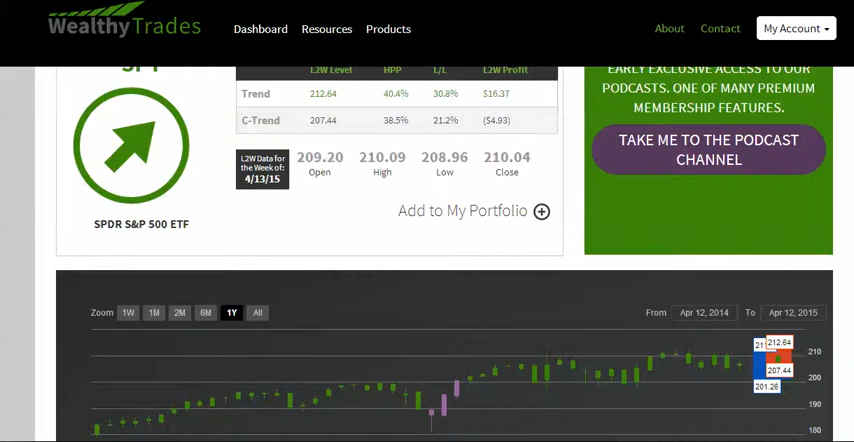 WealthyTrades
Dashboard Resources Products
About Contact My Account
L2W Level HPP L/L L2W Profit
Trend 212.64 40.4% 30.8% $16.37
C-Trend 207.44 38.5% 21.2% ($4.93)
L2W Data for
the Week of:
4/13/15
209.20 210.09 208.96 210.04
Open High Low Close
SPDR S&P 500 ETF
Add to My Portfolio
EARLY EXCLUSIVE ACCESS TO OUR
PODCASTS. ONE OF MANY PREMIUM
MEMBERSHIP FEATURES.
TAKE ME TO THE PODCAST
CHANNEL
Zoom 1W 1M 2M 6M 1Y All
From Apr 12, 2014 To Apr 12, 2015
212.64
207.44
201.26
210
200
190
180